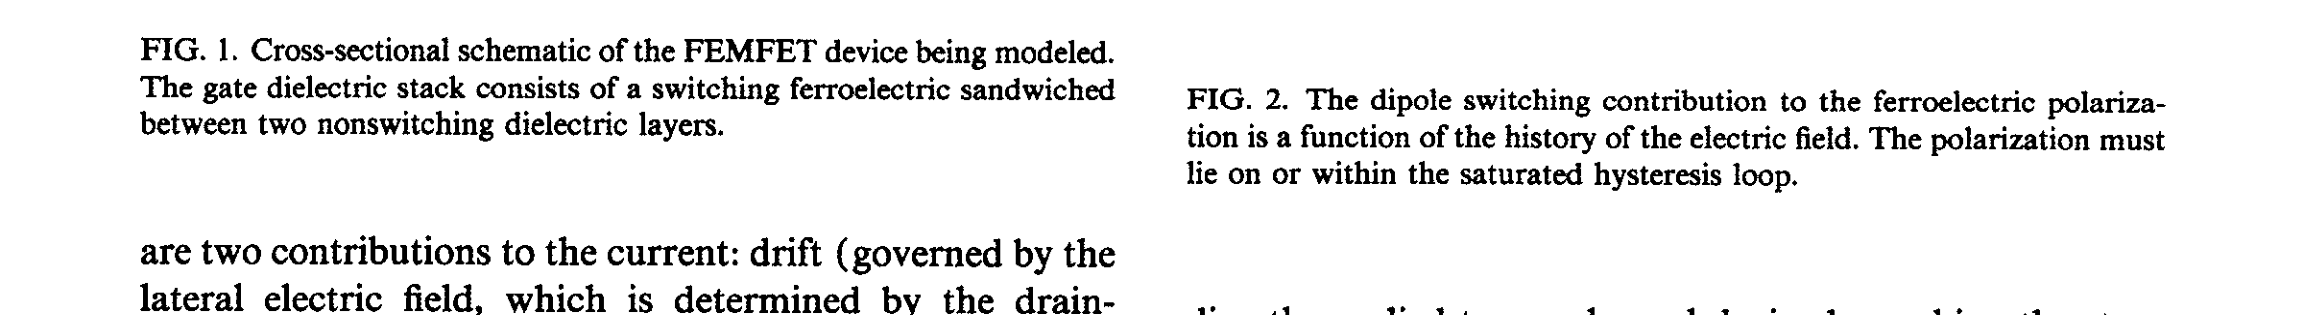 FIG. 1. Cross-sectional schematic of the FEMFET device being modeled.
The gate dielectric stack consists of a switching ferroelectric sandwiched
between two nonswitching dielectric layers.
are two contributions to the current: drift (governed by the
lateral electric field, which is determined by the drain-
FIG. 2. The dipole switching contribution to the ferroelectric polariza-
tion is a function of the history of the electric field. The polarization must
lie on or within the saturated hysteresis loop.